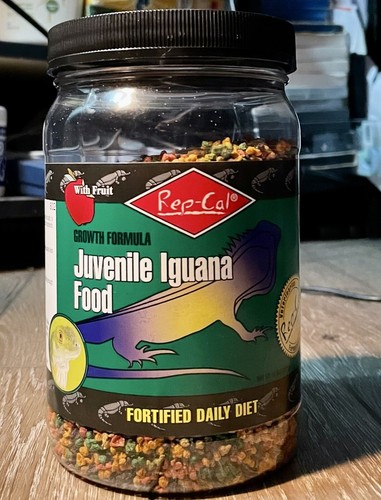 With Fruit
Rep-Cal®
GROWTH FORMULA
Juvenile Iguana
Food
FORTIFIED DAILY DIET